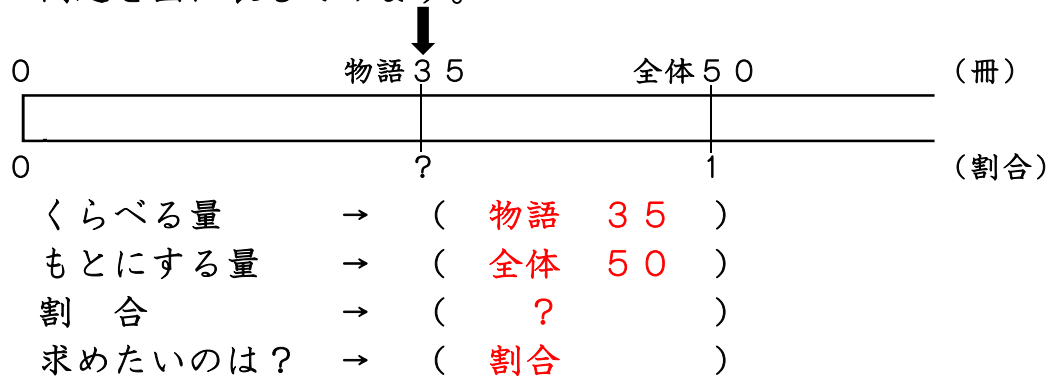 0 物語３５ 全体５０ （冊）
0 ? 1 （割合）
くらべる量 → （ 物語 ３５ ）
もとにする量 → （ 全体 ５０ ）
割 合 → （ ？ ）
求めたいのは？ → （ 割合 ）